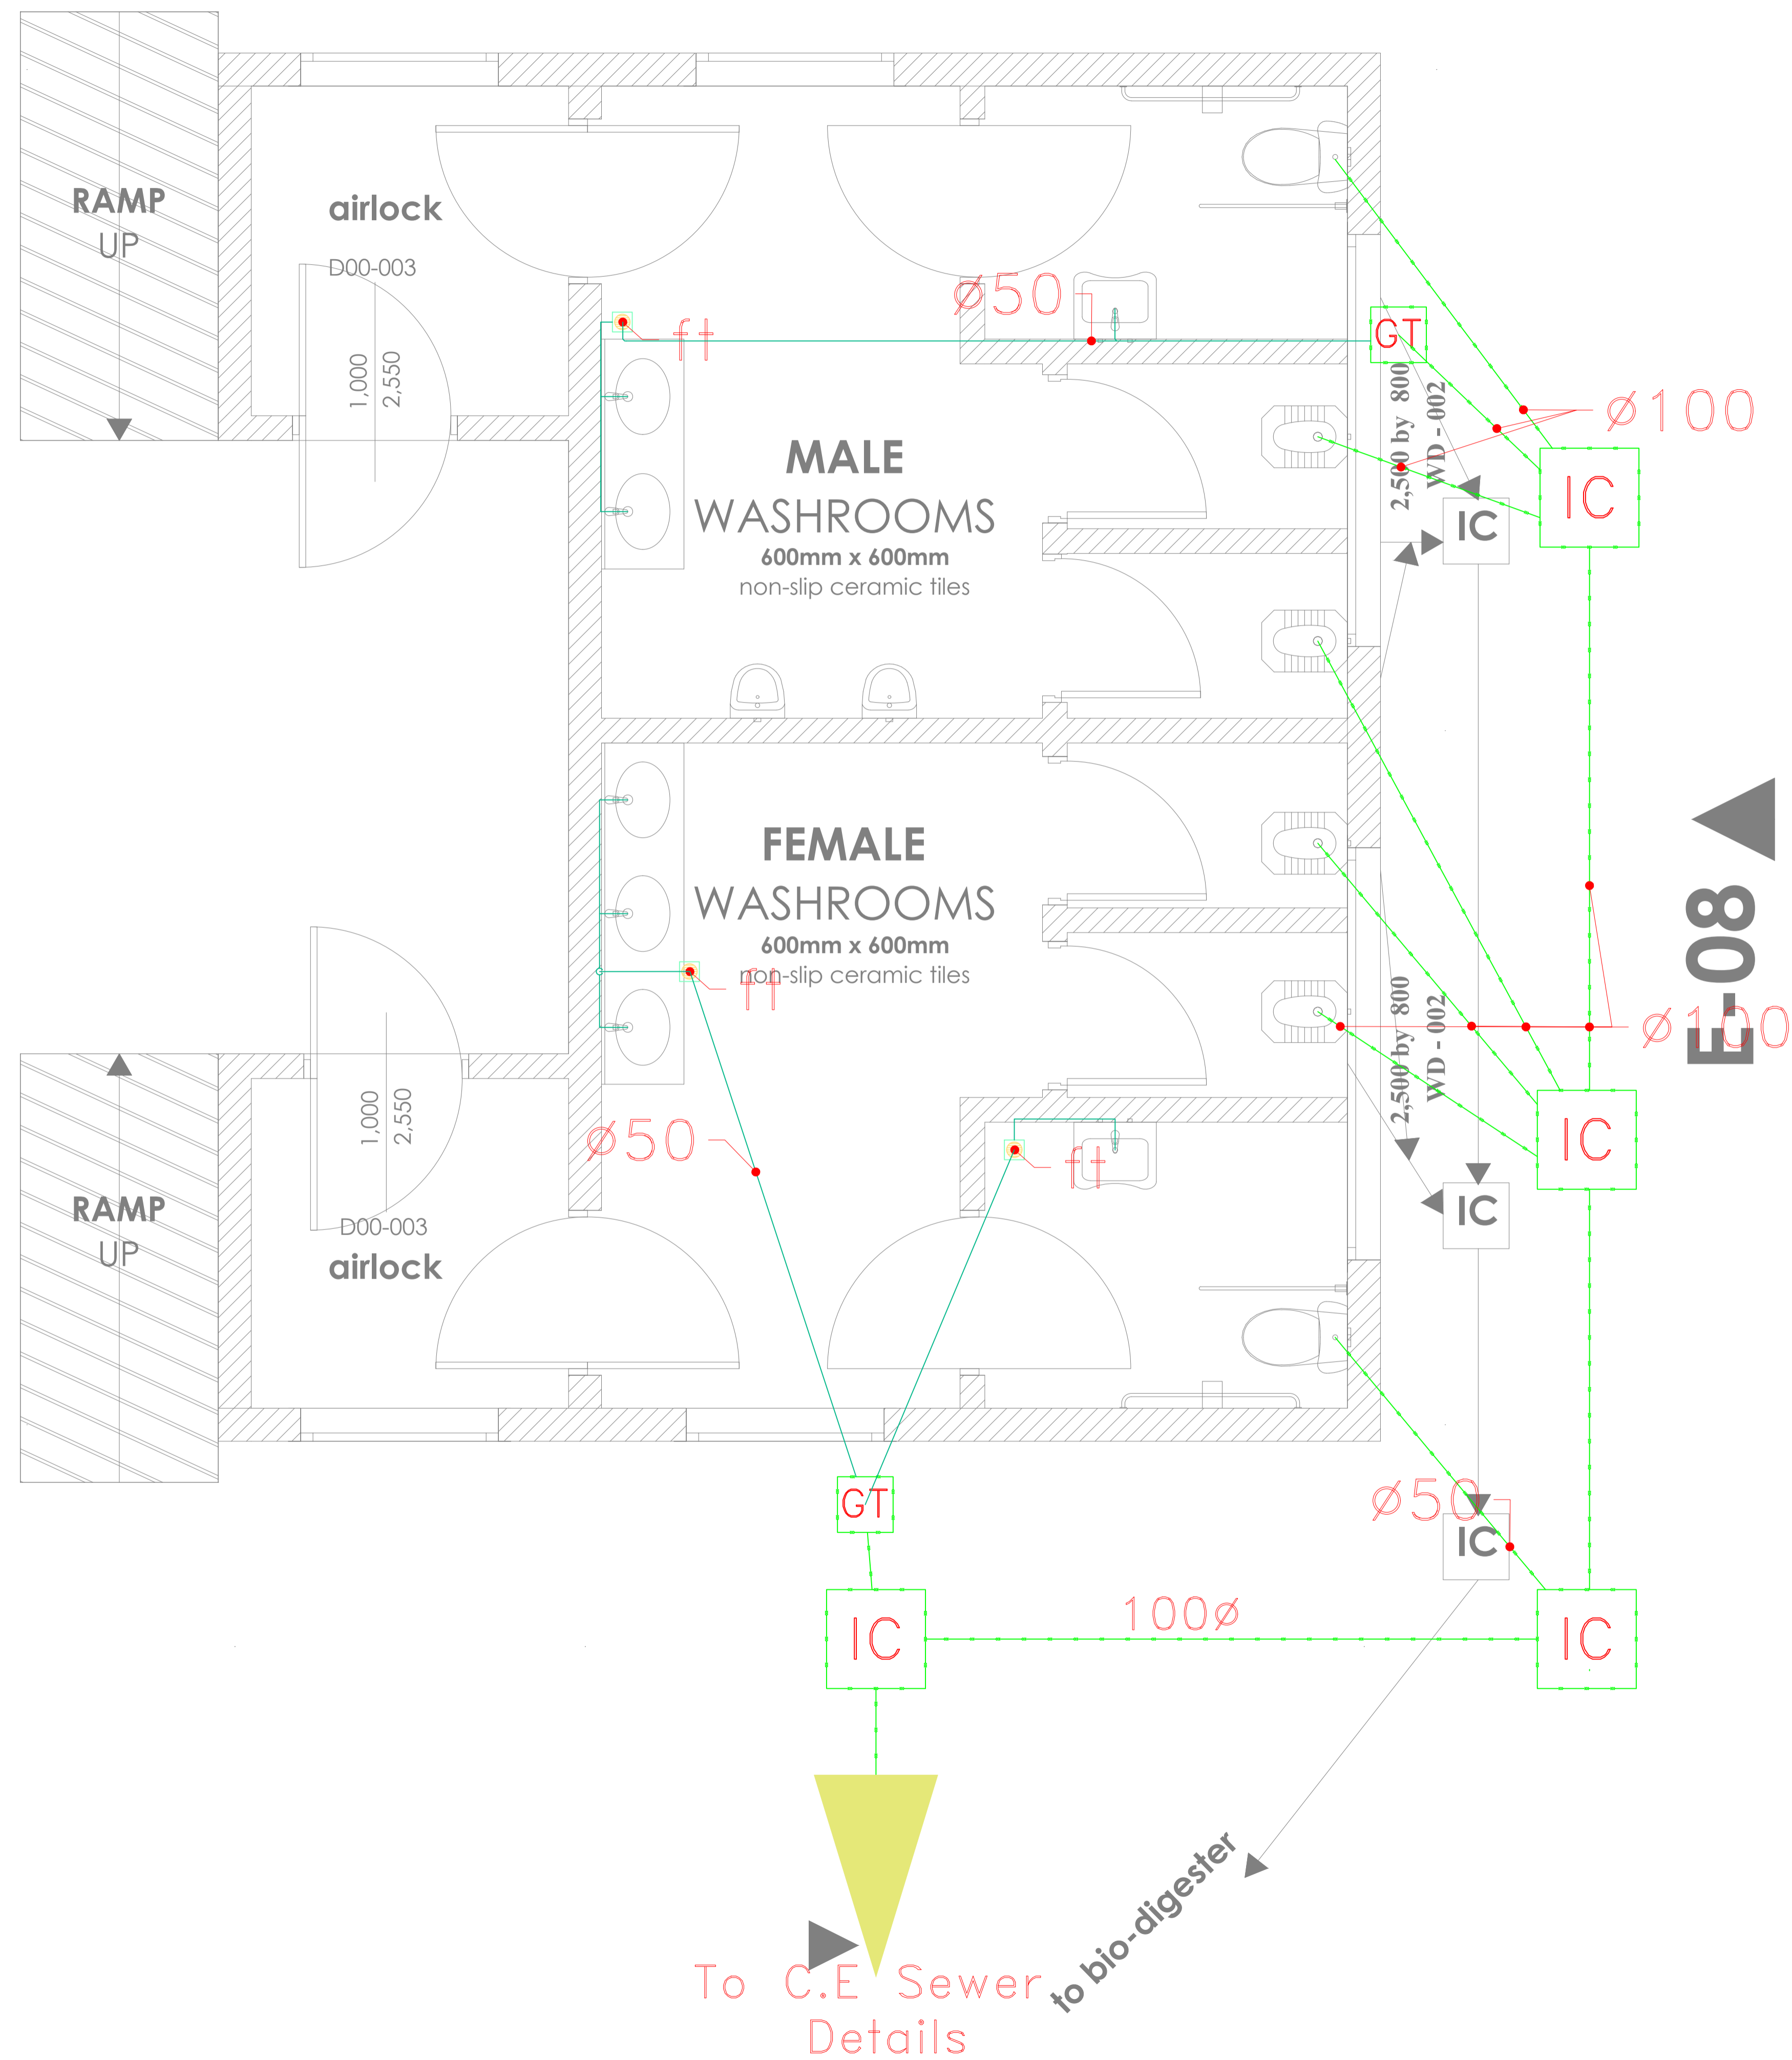 RAMP
UP
airlock
D00-003
1,000
2,550
ø50
ft
GT
2,500 by 800
WD - 002
ø100
IC
IC
MALE
WASHROOMS
600mm x 600mm
non-slip ceramic tiles
FEMALE
WASHROOMS
600mm x 600mm
non-slip ceramic tiles
ft
E-08
ø100
2,500 by 800
WD - 002
1,000
2,550
ø50
ft
IC
IC
RAMP
UP
D00-003
airlock
GT
ø50
IC
IC
100ø
IC
to bio-digester
To C.E Sewer
Details